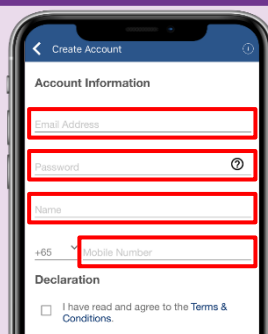 Create Account
Account Information
Email Address
Password
Name
+65 Mobile Number
Declaration
I have read and agree to the Terms &
Conditions.